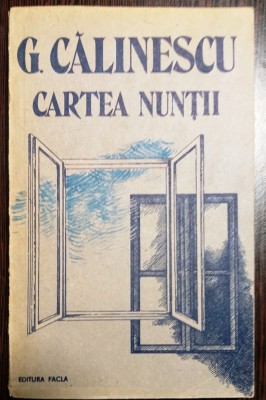 G. CĂLINESCU
CARTEA NUNȚII
EDITURA FACLA